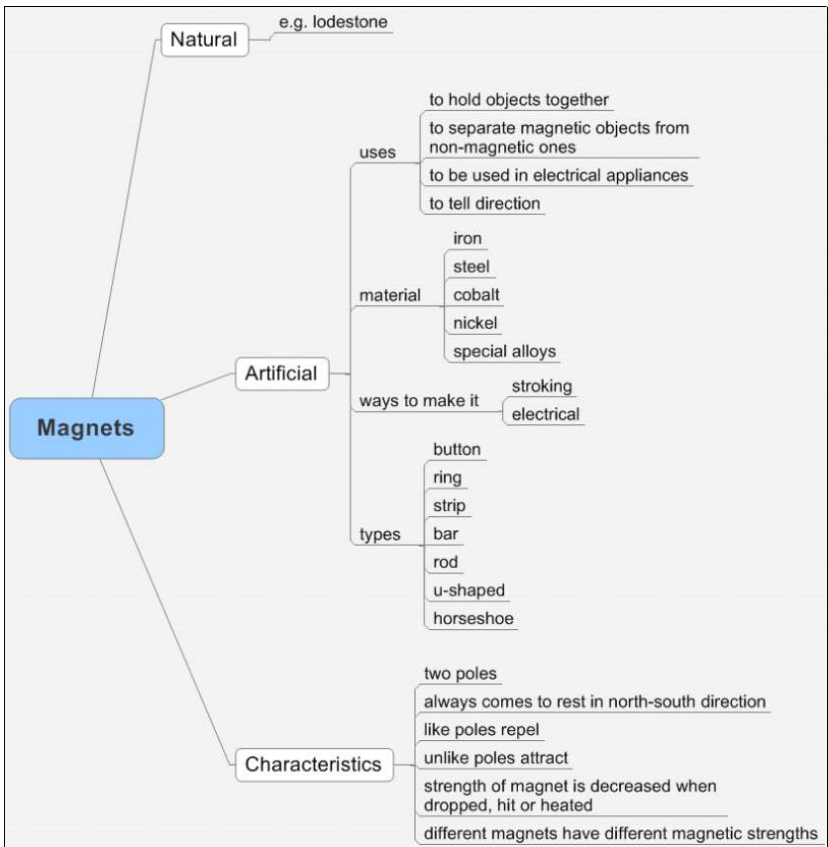 Magnets
Natural
e.g. lodestone
Artificial
uses
to hold objects together
to separate magnetic objects from
non-magnetic ones
to be used in electrical appliances
to tell direction
material
iron
steel
cobalt
nickel
special alloys
ways to make it
stroking
electrical
types
button
ring
strip
bar
rod
u-shaped
horseshoe
Characteristics
two poles
always comes to rest in north-south direction
like poles repel
unlike poles attract
strength of magnet is decreased when
dropped, hit or heated
different magnets have different magnetic strengths